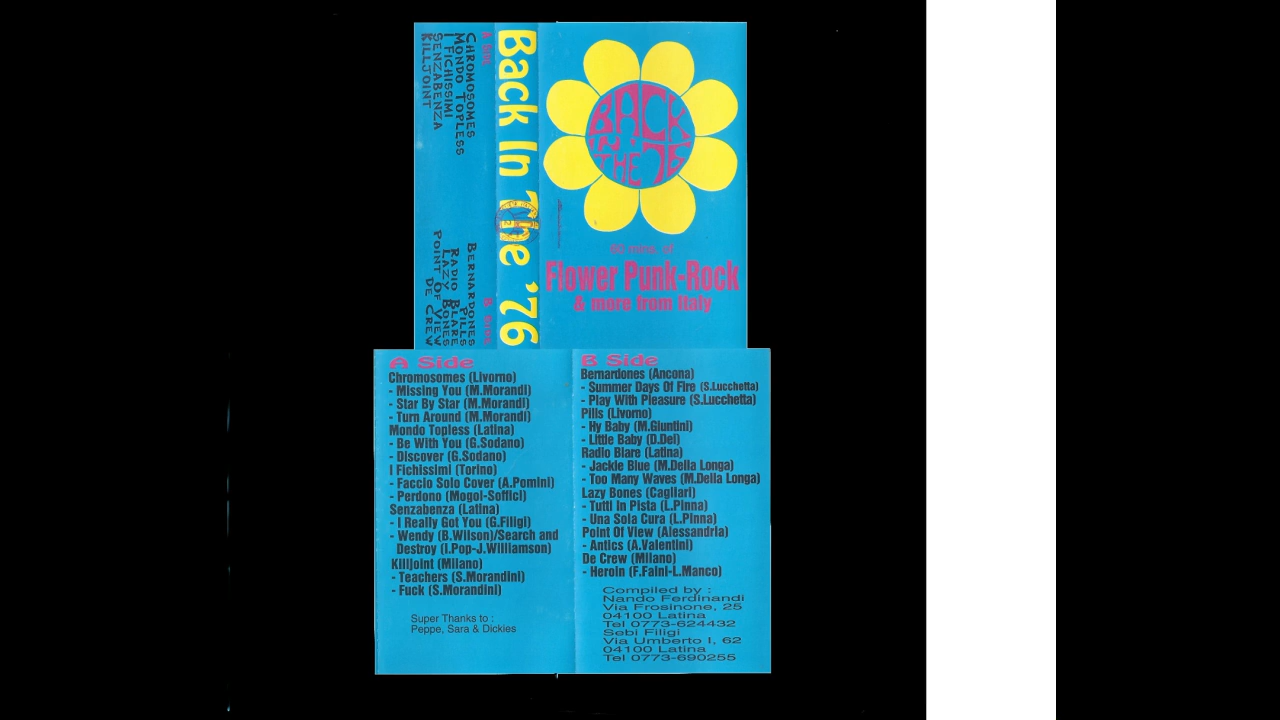 CHROMOSOMES
MONDO TOPLESS
I FICHISSIMI
SENZABENZA
KILLJOINT
BERNARDONES
PILLS
RADIO BLARE
LAZY BONES
POINT OF VIEW
DE CREW
A SIDE
B SIDE
Back In The '76
BACK
IN
THE 76
60 mins. of
Flower Punk-Rock
& more from Italy
A Side
Chromosomes (Livorno)
- Missing You (M.Morandi)
- Star By Star (M.Morandi)
- Turn Around (M.Morandi)
Mondo Topless (Latina)
- Be With You (G.Sodano)
- Discover (G.Sodano)
I Fichissimi (Torino)
- Faccio Solo Cover (A.Pomini)
- Perdono (Mogol-Soffici)
Senzabenza (Latina)
- I Really Got You (G.Filigi)
- Wendy (B.Wilson)/Search and
Destroy (I.Pop-J.Williamson)
Killjoint (Milano)
- Teachers (S.Morandini)
- Fuck (S.Morandini)
Super Thanks to :
Peppe, Sara & Dickies
B Side
Bernardones (Ancona)
- Summer Days Of Fire (S.Lucchetta)
- Play With Pleasure (S.Lucchetta)
Pills (Livorno)
- Hy Baby (M.Giuntini)
- Little Baby (D.Del)
Radio Blare (Latina)
- Jackie Blue (M.Della Longa)
- Too Many Waves (M.Della Longa)
Lazy Bones (Cagliari)
- Tutti In Pista (L.Pinna)
- Una Sola Cura (L.Pinna)
Point Of View (Alessandria)
- Antics (A.Valentini)
De Crew (Milano)
- Heroin (F.Faini-L.Manco)
Compiled by :
Nando Ferdinandi
Via Frosinone, 25
04100 Latina
Tel 0773-624432
Sebi Filigi
Via Umberto I, 62
04100 Latina
Tel 0773-690255